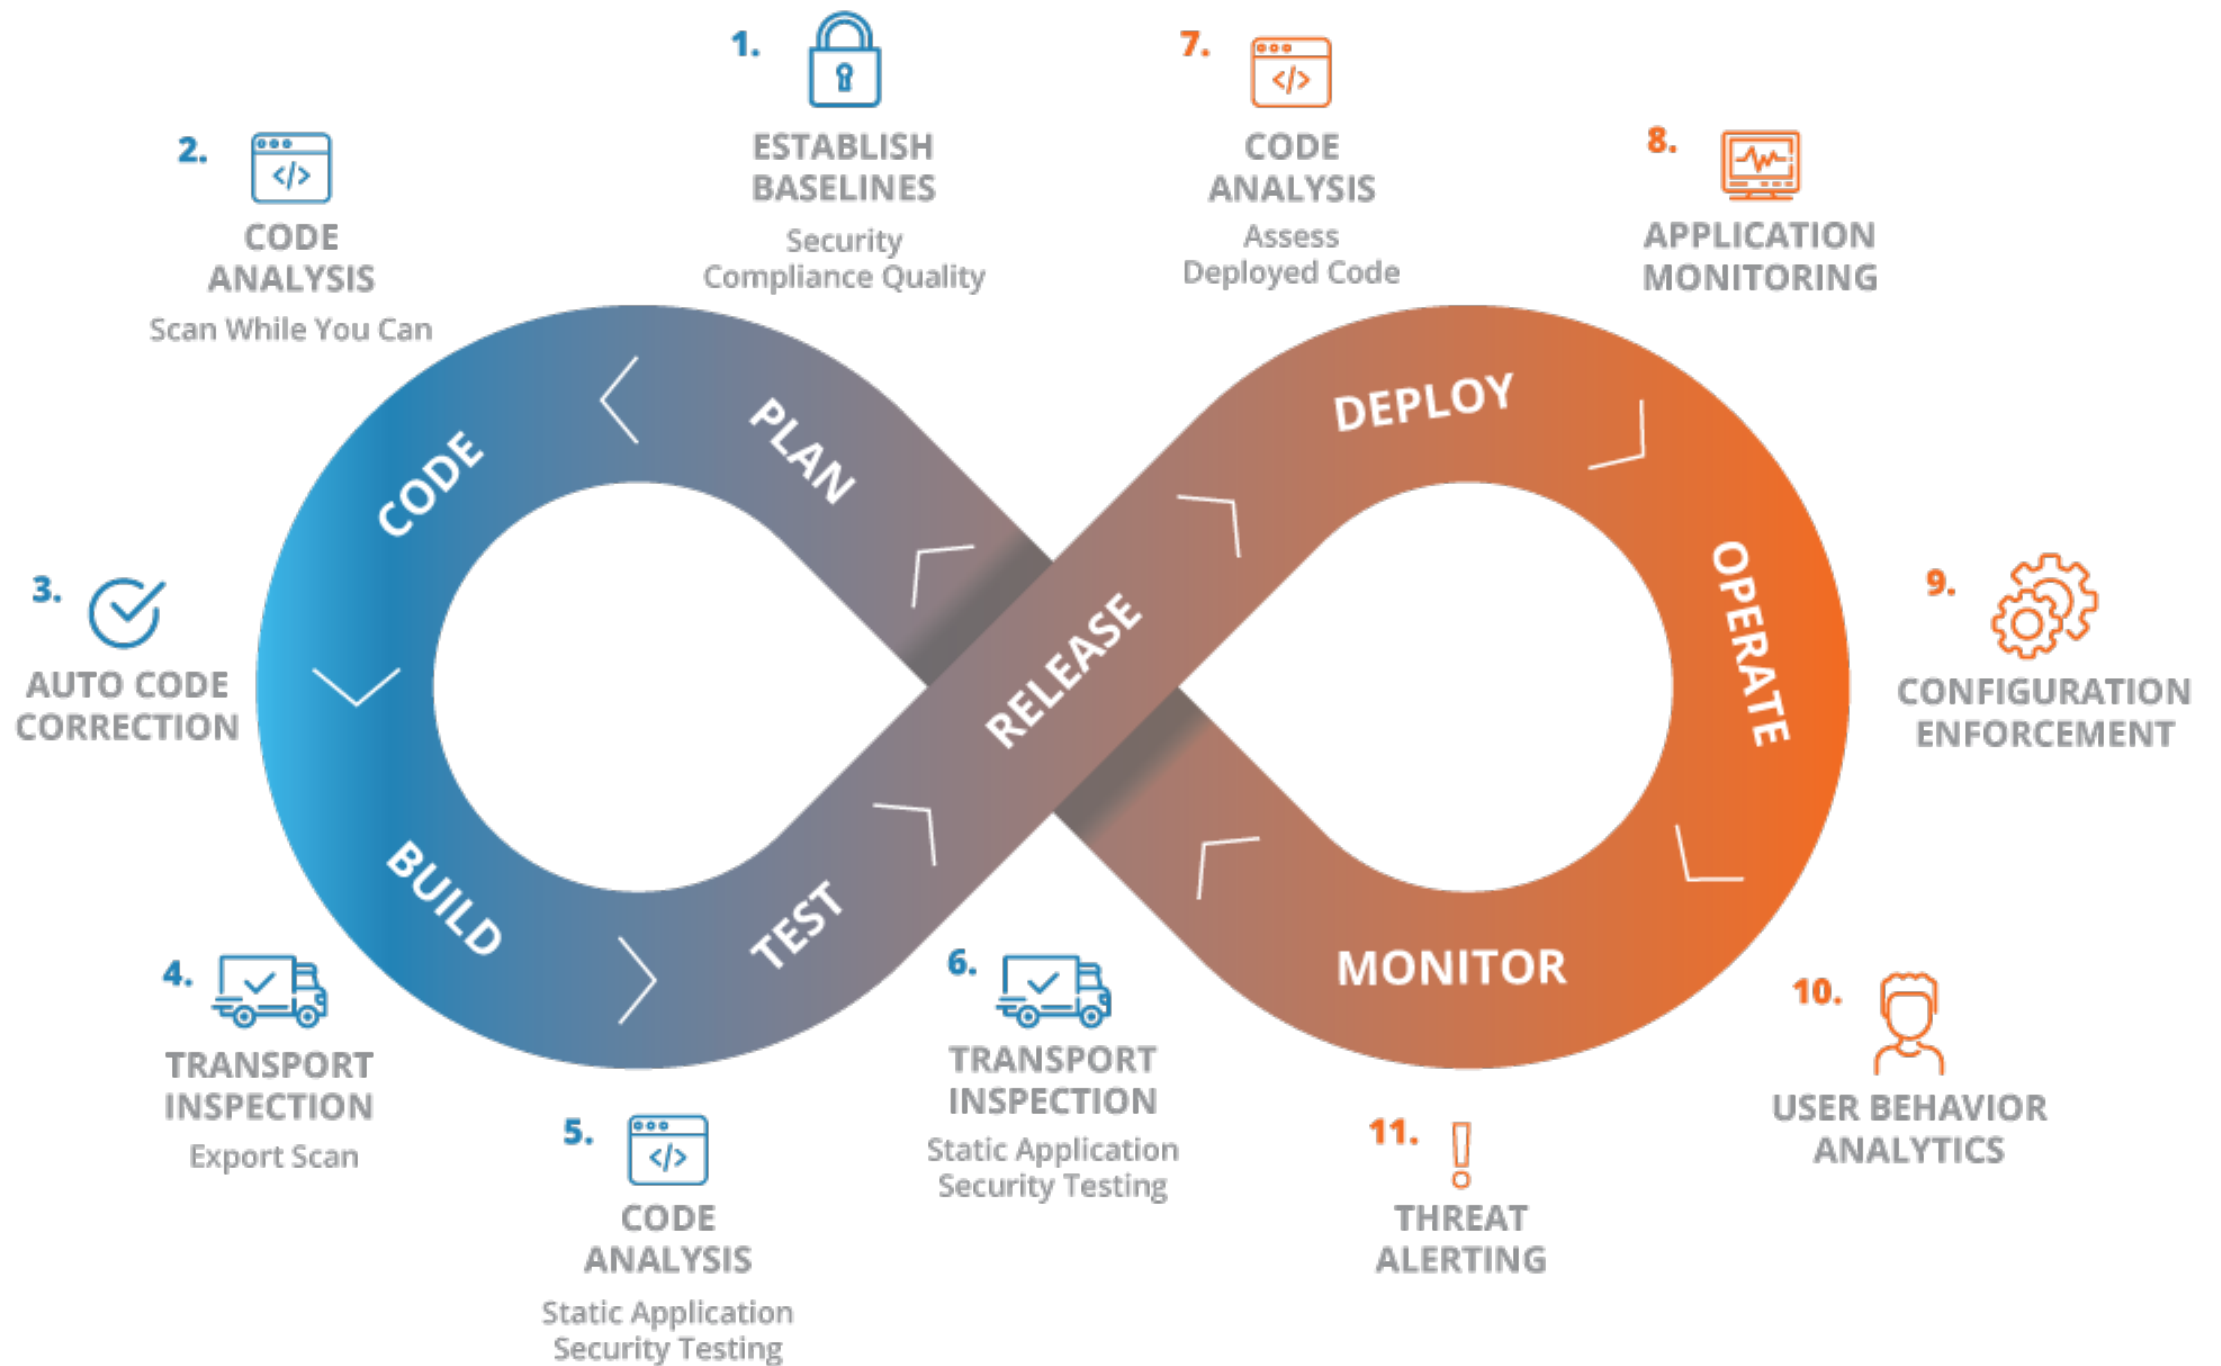 1.
ESTABLISH
BASELINES
Security
Compliance Quality
2.
</>
CODE
ANALYSIS
Scan While You Can
3.
AUTO CODE
CORRECTION
4.
TRANSPORT
INSPECTION
Export Scan
5.
</>
CODE
ANALYSIS
Static Application
Security Testing
6.
TRANSPORT
INSPECTION
Static Application
Security Testing
7.
</>
CODE
ANALYSIS
Assess
Deployed Code
8.
APPLICATION
MONITORING
9.
CONFIGURATION
ENFORCEMENT
10.
USER BEHAVIOR
ANALYTICS
11.
THREAT
ALERTING
PLAN
CODE
BUILD
TEST
RELEASE
DEPLOY
OPERATE
MONITOR